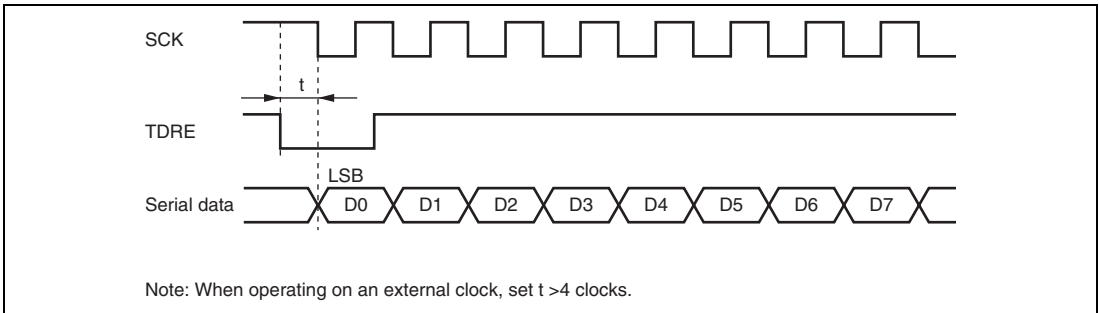 SCK
t
TDRE
LSB
Serial data D0 D1 D2 D3 D4 D5 D6 D7
Note: When operating on an external clock, set t >4 clocks.